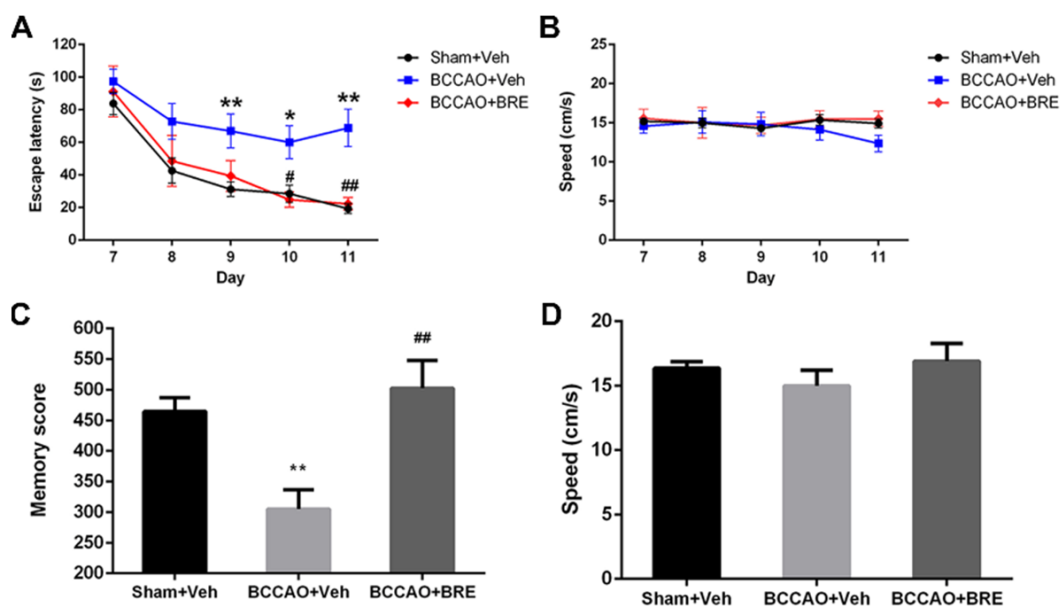 A
Escape latency (s)
120
100
80
60
40
20
0
**
*
**
#
##
7 8 9 10 11
Day
Sham+Veh
BCCAO+Veh
BCCAO+BRE
B
Speed (cm/s)
25
20
15
10
5
0
7 8 9 10 11
Day
Sham+Veh
BCCAO+Veh
BCCAO+BRE
C
Memory score
600
550
500
450
400
350
300
250
200
**
##
Sham+Veh BCCAO+Veh BCCAO+BRE
D
Speed (cm/s)
20
15
10
5
0
Sham+Veh BCCAO+Veh BCCAO+BRE